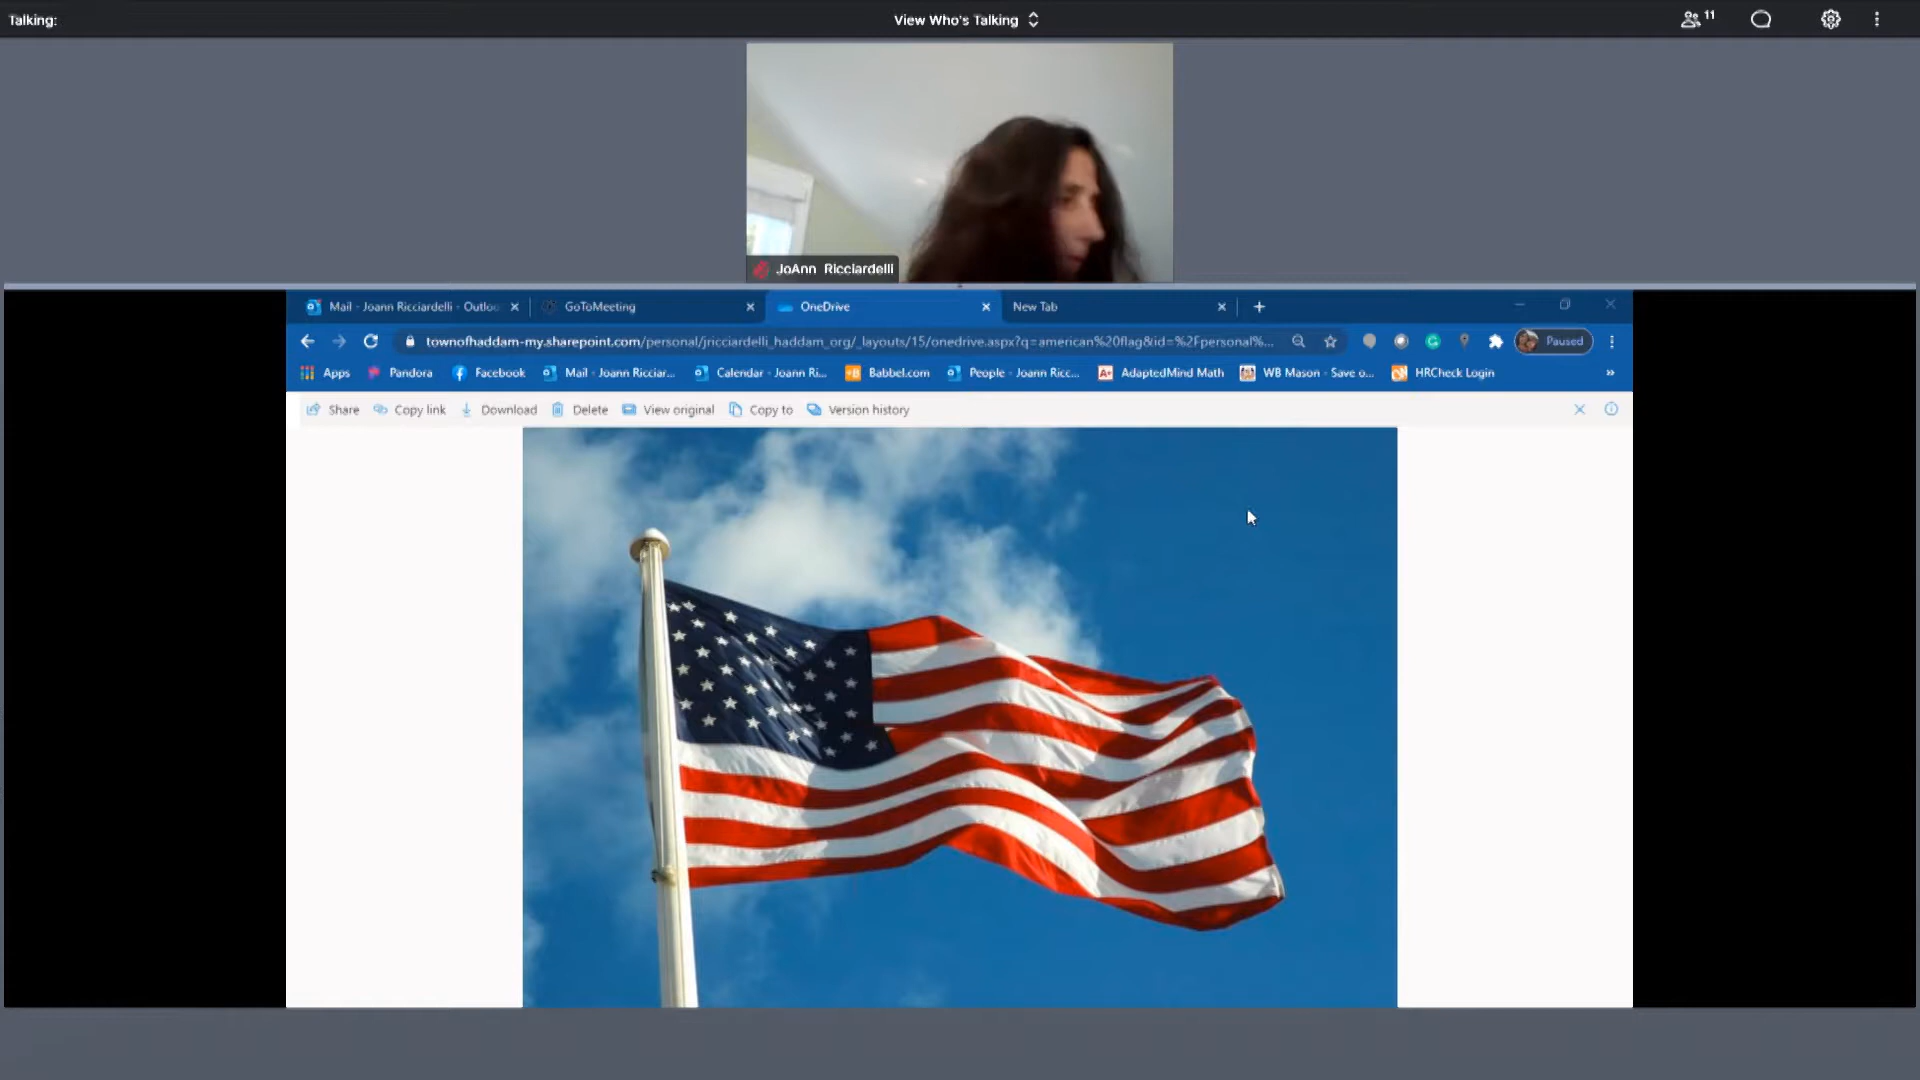 Talking:
View Who's Talking
11
JoAnn Ricciardelli
Mail - Joann Ricciardelli - Outloo
GoToMeeting
OneDrive
New Tab
townofhaddam-my.sharepoint.com/personal/jricciardelli_haddam_org/_layouts/15/onedrive.aspx?q=american%20flag&id=%2Fpersonal%...
Paused
Apps
Pandora
Facebook
Mail - Joann Ricciar...
Calendar - Joann Ri...
Babbel.com
People - Joann Ricc...
A+
AdaptedMind Math
WB Mason - Save o...
HRCheck Login
Share
Copy link
Download
Delete
View original
Copy to
Version history